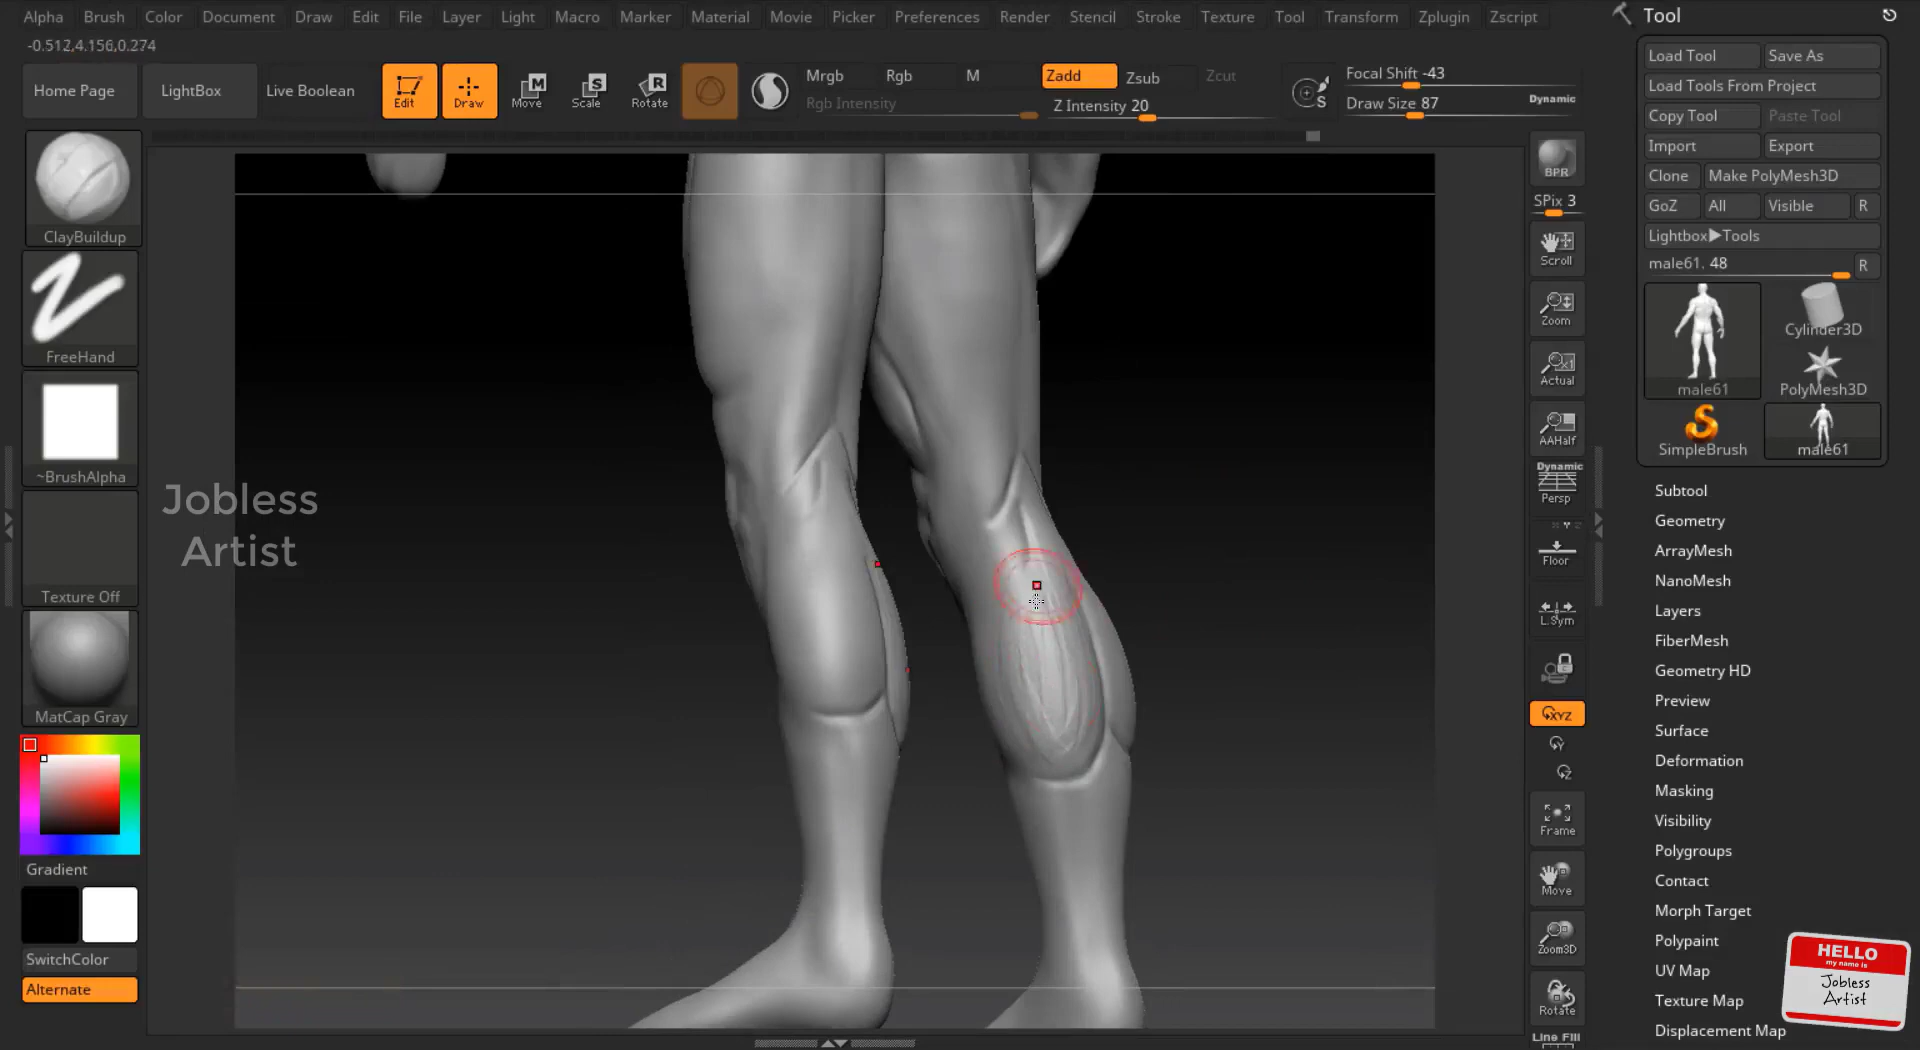 Alpha Brush Color Document Draw Edit File Layer Light Macro Marker Material Movie Picker Preferences Render Stencil Stroke Texture Tool Transform Zplugin Zscript
-0.512,4.156,0.274
Home Page
LightBox
Live Boolean
Edit
Draw
Move
Scale
Rotate
Mrgb Rgb M
Rgb Intensity
Zadd Zsub Zcut
Z Intensity 20
Focal Shift -43
Draw Size 87
Dynamic
ClayBuildup
FreeHand
~BrushAlpha
Texture Off
MatCap Gray
Gradient
SwitchColor
Alternate
Jobless
Artist
BPR
SPix 3
Scroll
Zoom
Actual
AAHalf
Dynamic
Persp
Floor
L.Sym
XYZ
Y
Z
Frame
Move
Zoom3D
Rotate
Line Fill
Tool
Load Tool Save As
Load Tools From Project
Copy Tool Paste Tool
Import Export
Clone Make PolyMesh3D
GoZ All Visible R
Lightbox▶Tools
male61. 48 R
male61
Cylinder3D
PolyMesh3D
SimpleBrush
male61
Subtool
Geometry
ArrayMesh
NanoMesh
Layers
FiberMesh
Geometry HD
Preview
Surface
Deformation
Masking
Visibility
Polygroups
Contact
Morph Target
Polypaint
UV Map
Texture Map
Displacement Map
HELLO
my name is
Jobless
Artist